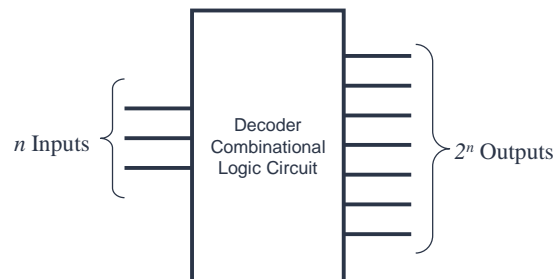 n Inputs
Decoder
Combinational
Logic Circuit
2ⁿ Outputs